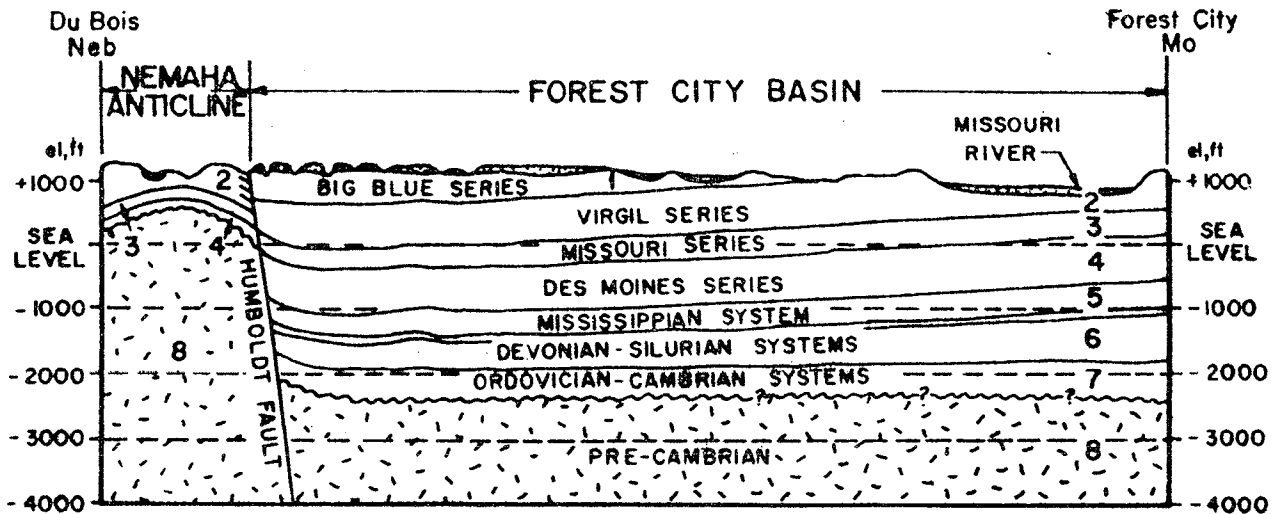 Du Bois
Neb
Forest City
Mo
NEMAHA
ANTICLINE
FOREST CITY BASIN
MISSOURI
RIVER
el,ft
el,ft
+1000
2
BIG BLUE SERIES
+1000
2
VIRGIL SERIES
3
SEA
LEVEL
3
4
MISSOURI SERIES
SEA
LEVEL
4
HUMBOLDT FAULT
DES MOINES SERIES
5
-1000
-1000
MISSISSIPPIAN SYSTEM
8
DEVONIAN-SILURIAN SYSTEMS
6
-2000
ORDOVICIAN-CAMBRIAN SYSTEMS
7
-2000
? ? ?
-3000
PRE-CAMBRIAN
8
-3000
-4000
-4000